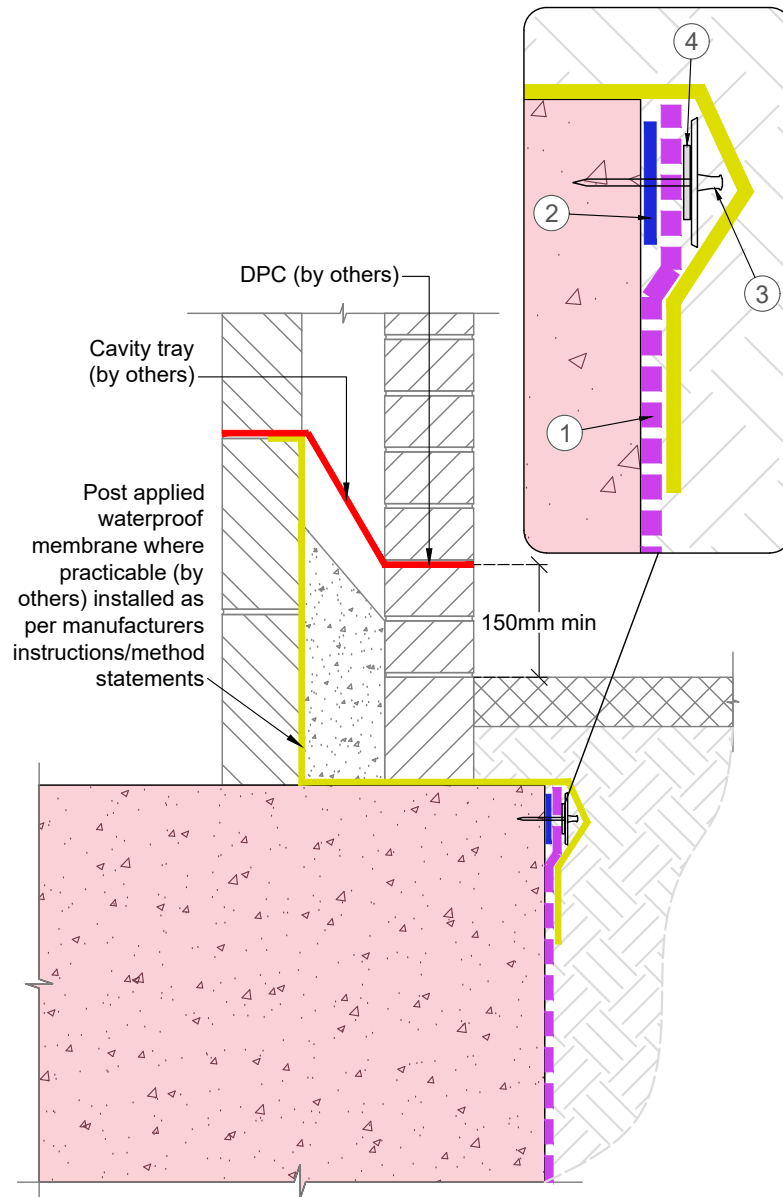 4
2
3
1
DPC (by others)
Cavity tray
(by others)
Post applied
waterproof
membrane where
practicable (by
others) installed as
per manufacturers
instructions/method
statements
150mm min